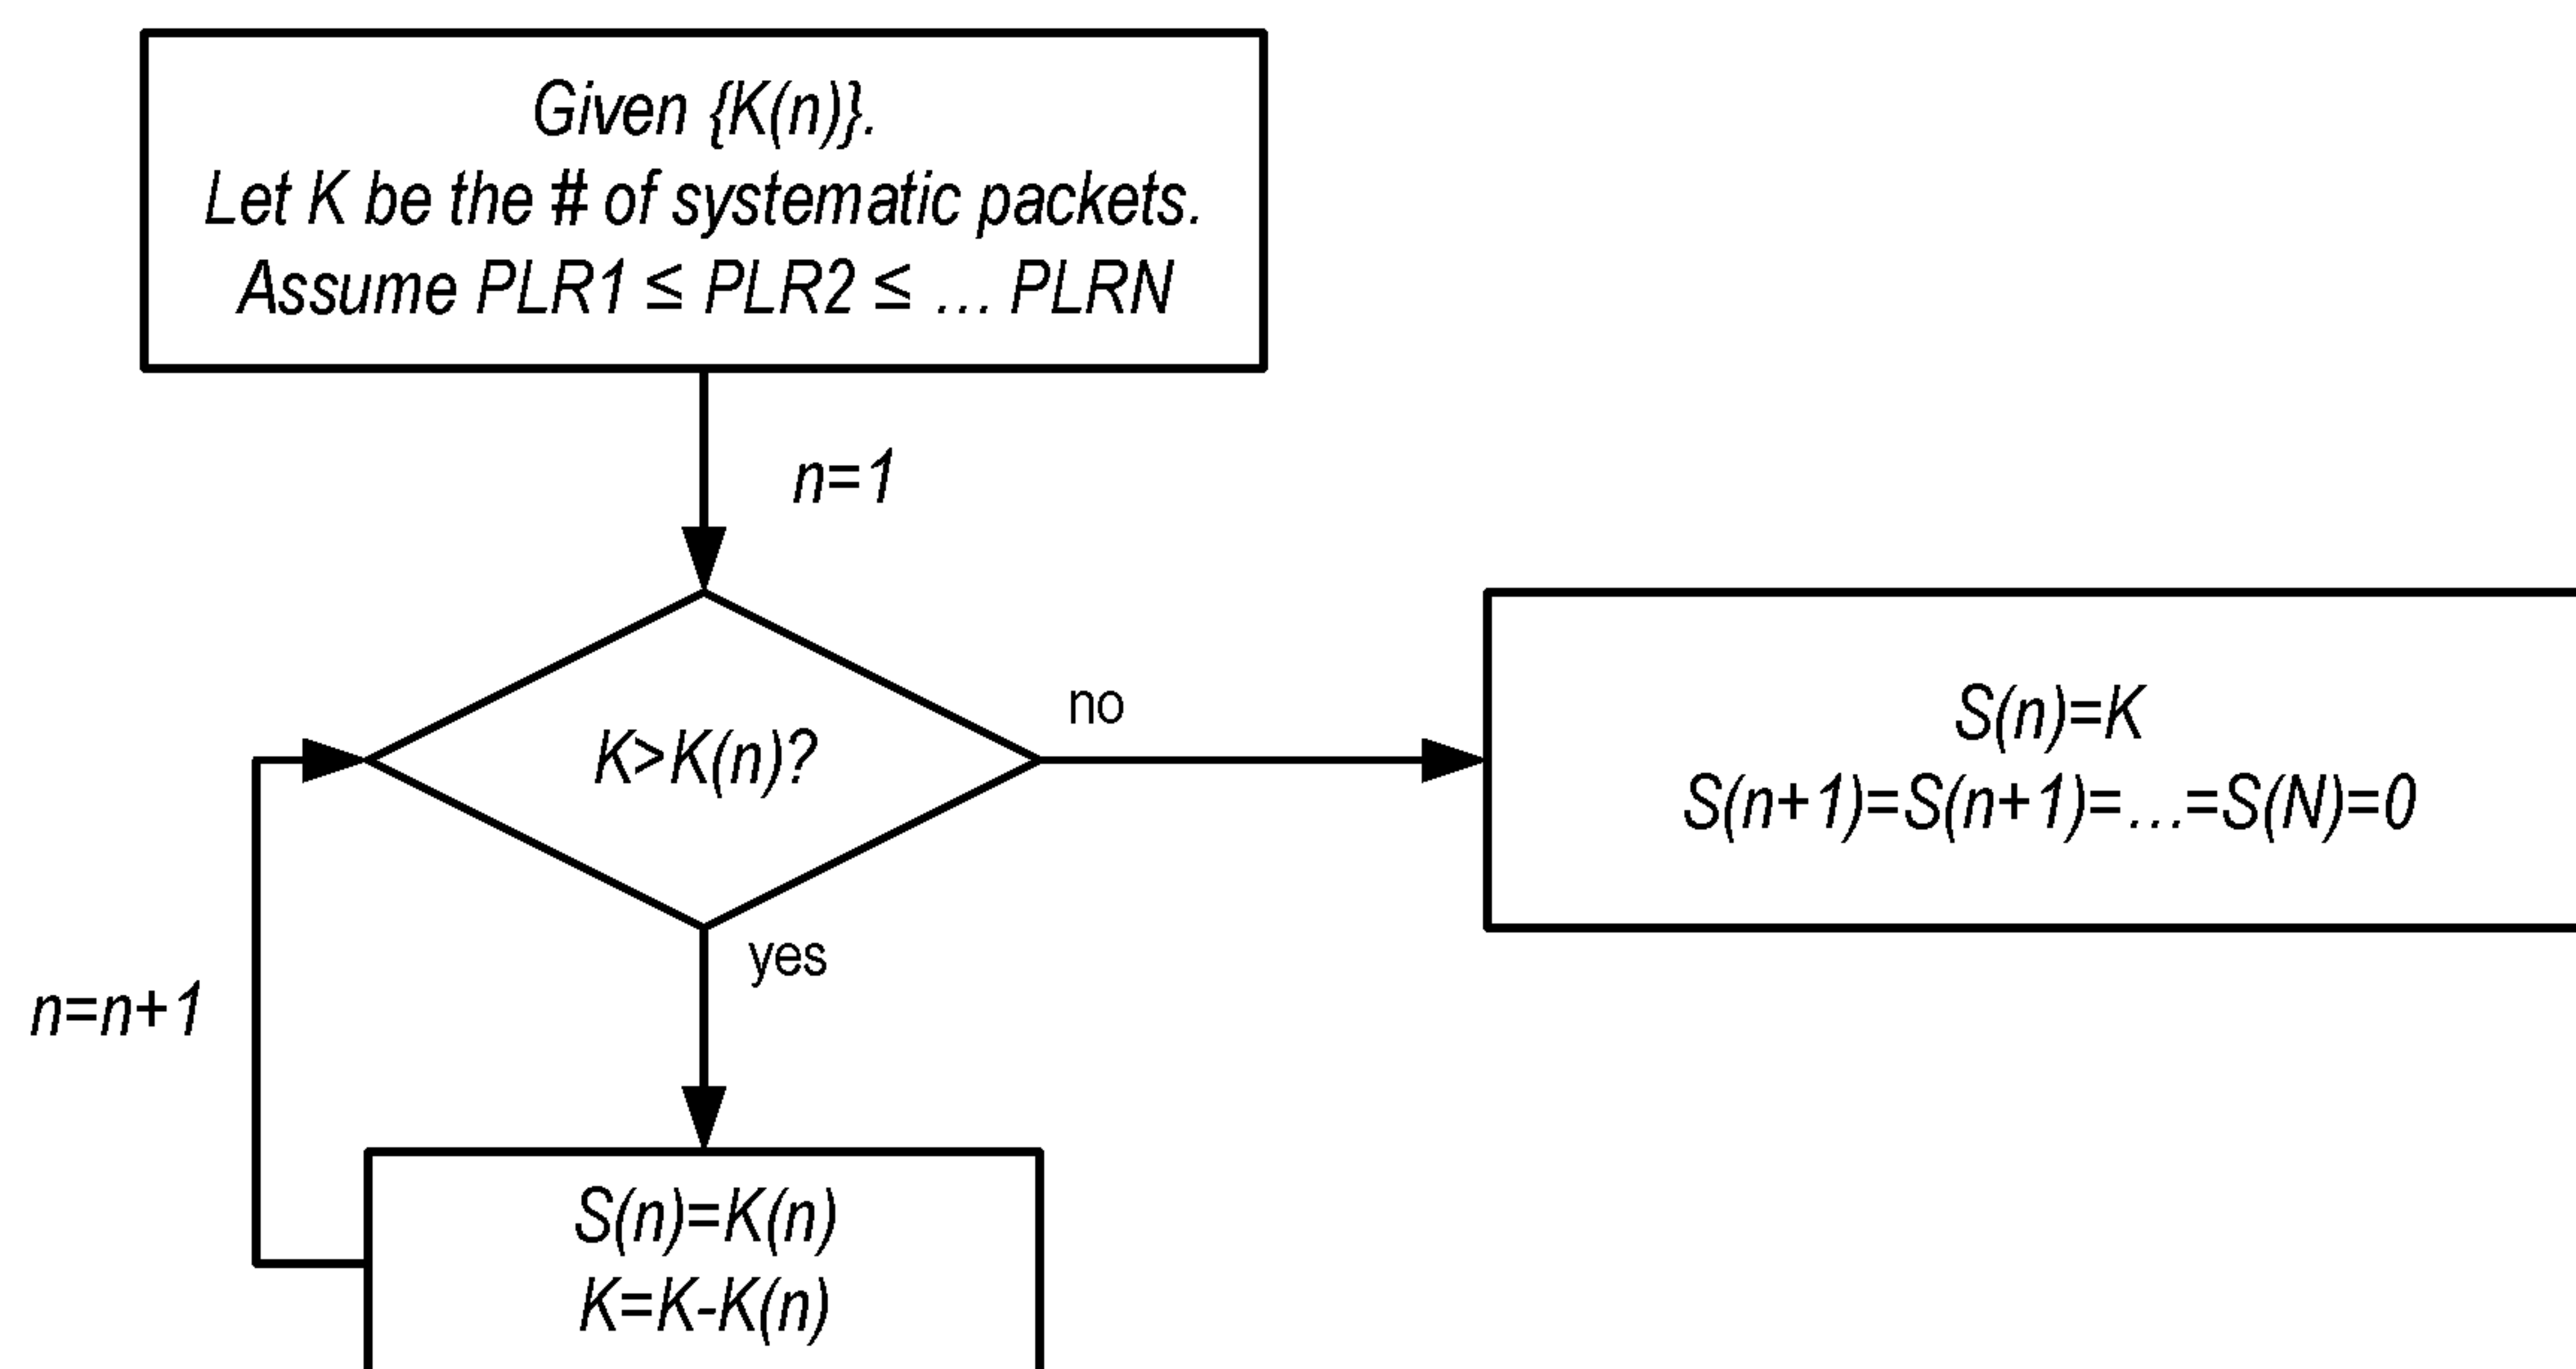 Given {K(n)}.
Let K be the # of systematic packets.
Assume PLR1 ≤ PLR2 ≤ … PLRN
n=1
K>K(n)?
no
S(n)=K
S(n+1)=S(n+1)=…=S(N)=0
yes
n=n+1
S(n)=K(n)
K=K-K(n)